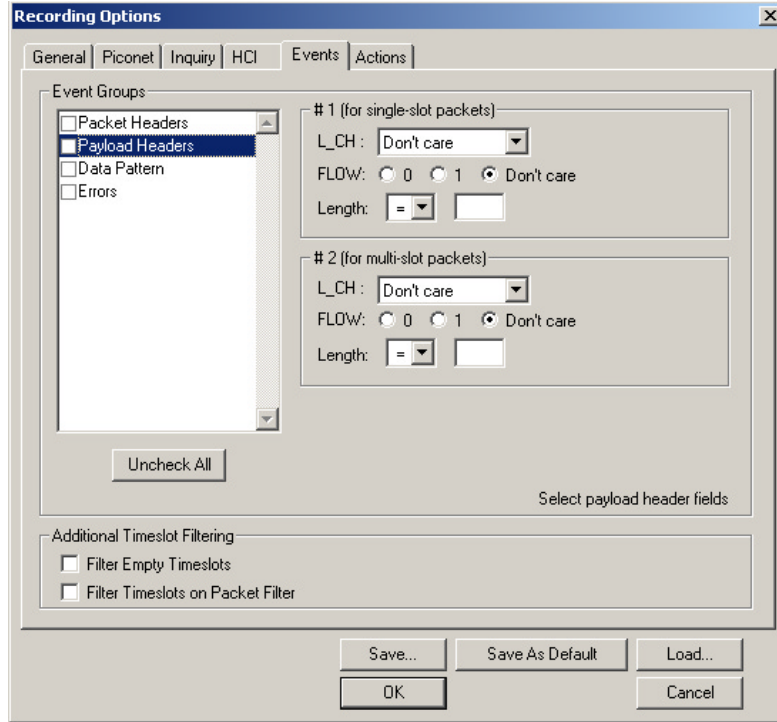 Recording Options
General Piconet Inquiry HCI Events Actions
Event Groups
Packet Headers
Payload Headers
Data Pattern
Errors
Uncheck All
# 1 (for single-slot packets)
L_CH : Don't care
FLOW: 0 1 Don't care
Length: =
# 2 (for multi-slot packets)
L_CH : Don't care
FLOW: 0 1 Don't care
Length: =
Select payload header fields
Additional Timeslot Filtering
Filter Empty Timeslots
Filter Timeslots on Packet Filter
Save... Save As Default Load...
OK Cancel